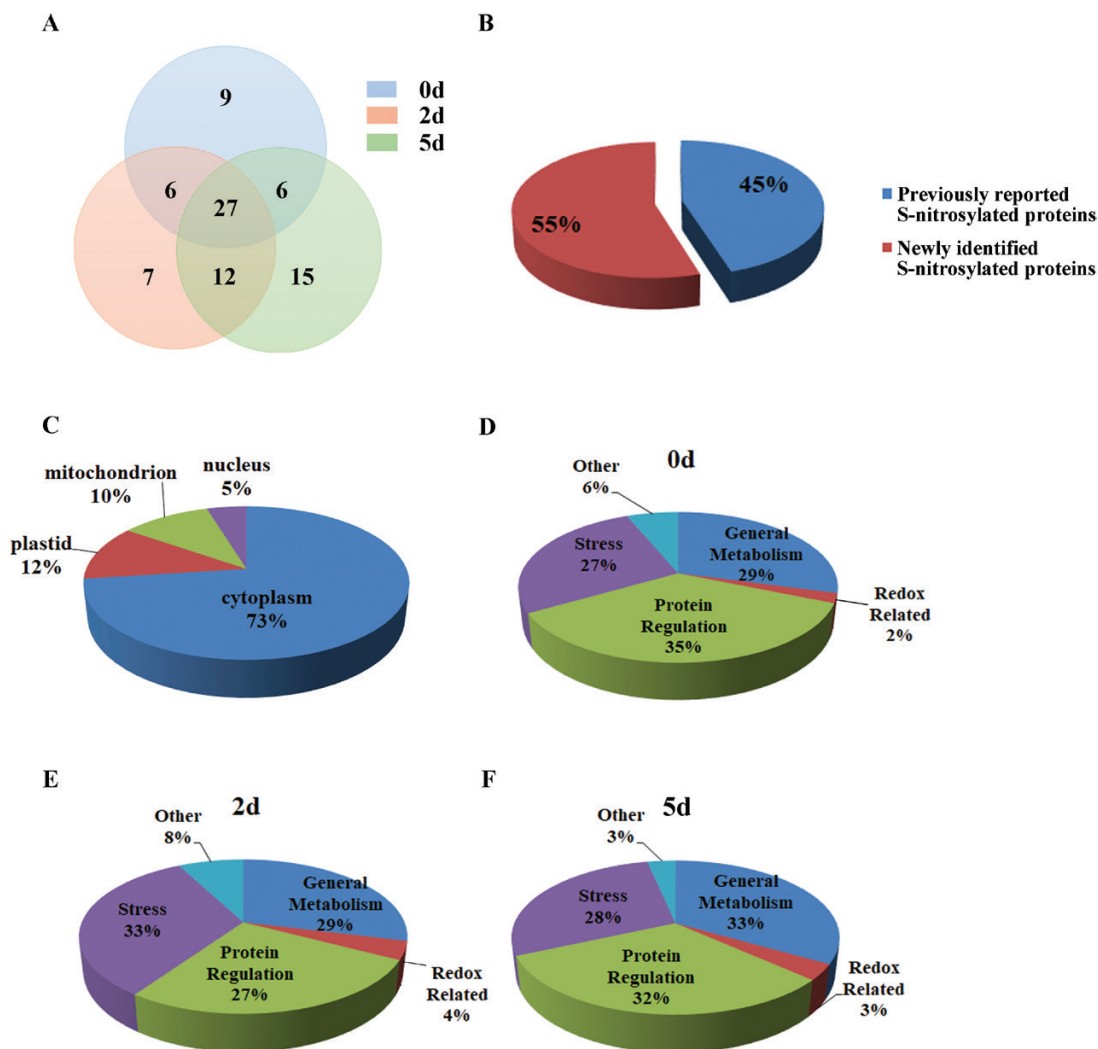 A
9
0d
2d
5d
6
6
27
7
12
15
B
45%
55%
Previously reported
S-nitrosylated proteins
Newly identified
S-nitrosylated proteins
C
mitochondrion
10%
nucleus
5%
plastid
12%
cytoplasm
73%
D
0d
Other
6%
Stress
27%
General
Metabolism
29%
Redox
Related
2%
Protein
Regulation
35%
E
2d
Other
8%
Stress
33%
General
Metabolism
29%
Protein
Regulation
27%
Redox
Related
4%
F
5d
Other
3%
Stress
28%
General
Metabolism
33%
Protein
Regulation
32%
Redox
Related
3%